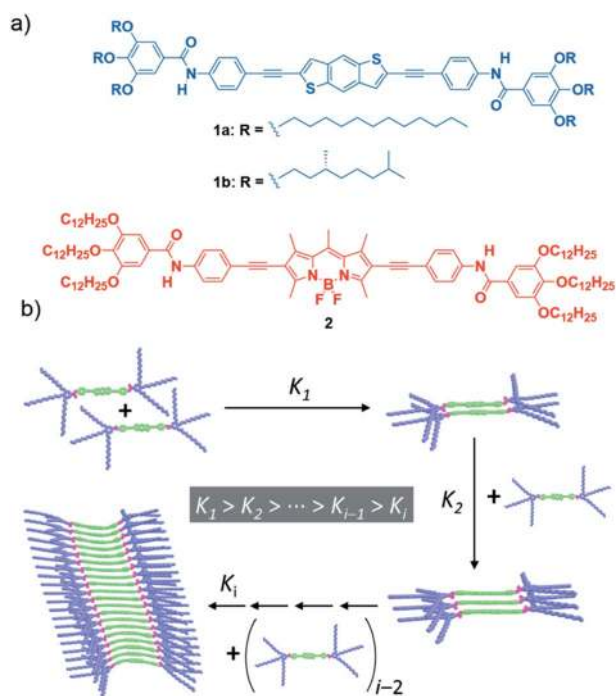 a)
RO
RO
RO
O
N
H
S
S
H
N
O
OR
OR
OR
1a: R =
1b: R =
C₁₂H₂₅O
C₁₂H₂₅O
C₁₂H₂₅O
O
N
H
N
N
B
F
F
H
N
O
OC₁₂H₂₅
OC₁₂H₂₅
OC₁₂H₂₅
2
b)
+
K₁
K₁ > K₂ > ··· > Kᵢ₋₁ > Kᵢ
K₂
+
Kᵢ
+ ( )ᵢ₋₂